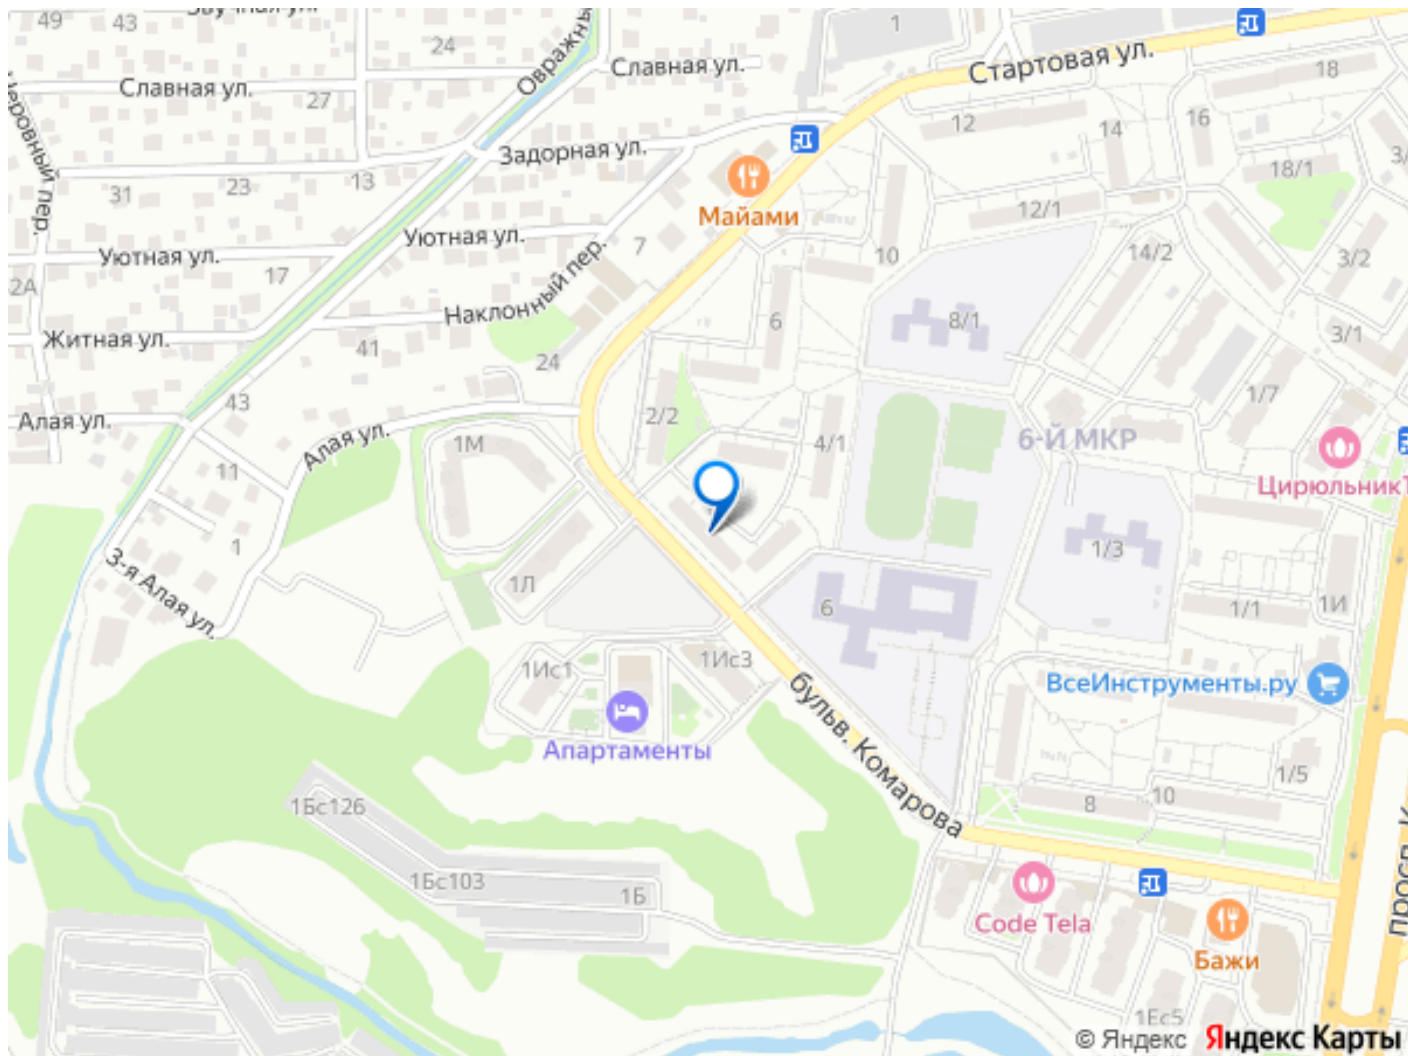 49
43
Звучная ул.
24
Овражный
Славная ул.
1
Стартовая ул.
18
Славная ул.
27
12
14
16
Задорная ул.
18/1
3/
31
23
13
Майами
12/1
7
10
14/2
3/2
Уютная ул.
Уютная ул.
17
2А
Наклонный пер.
6
8/1
3/1
Житная ул.
41
24
1/7
43
2/2
4/1
6-Й МКР
Алая ул.
Алая ул.
1М
11
Цирюльник
1
1Л
1/3
3-я Алая ул.
6
1/1
1И
1Ис1
1Ис3
ВсеИнструменты.ру
бульв. Комарова
Апартаменты
1/5
1Бс126
8
10
1Бс103
1Б
Code Tela
Бажи
1Ес5
© Яндекс Яндекс Карты